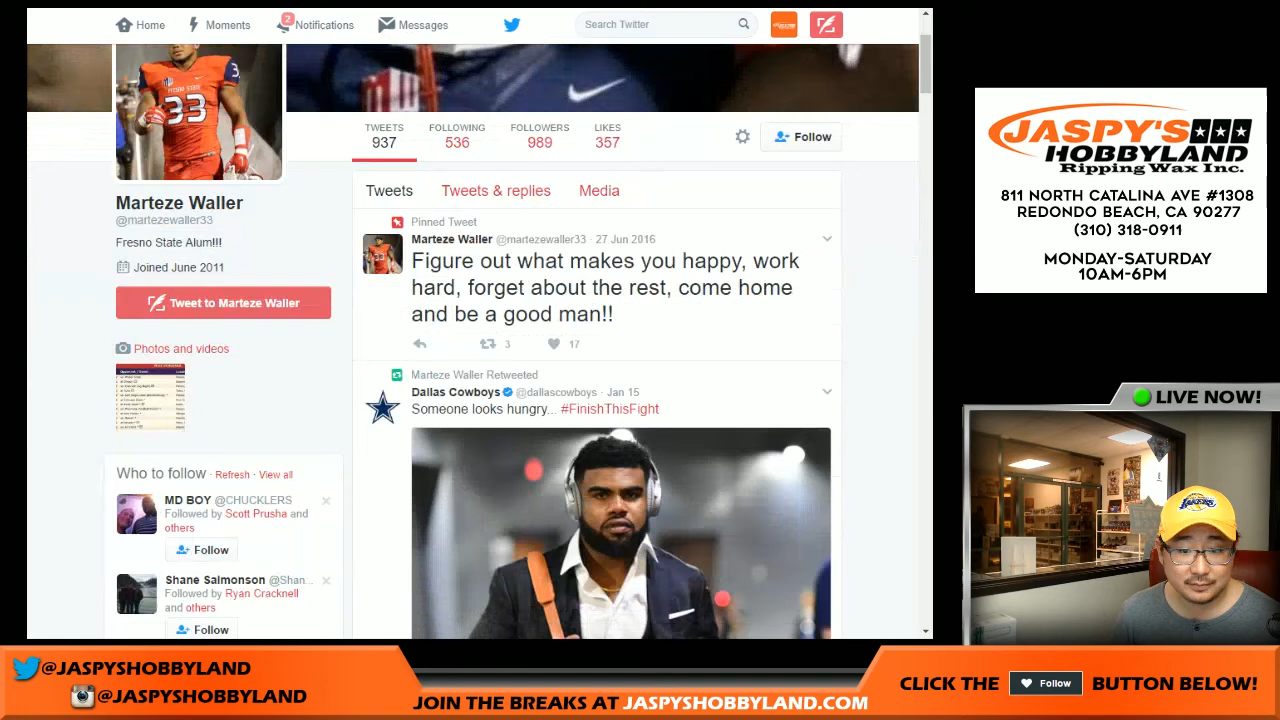 Home Moments 2 Notifications Messages Search Twitter
FRESNO STATE
33
TWEETS FOLLOWING FOLLOWERS LIKES
937 536 989 357
Follow
Tweets Tweets & replies Media
Marteze Waller
@martezewaller33
Fresno State Alum!!!
Joined June 2011
Tweet to Marteze Waller
Photos and videos
Who to follow · Refresh · View all
MD BOY @CHUCKLERS
Followed by Scott Prusha and
others
Follow
Shane Salmonson @Shan...
Followed by Ryan Cracknell
and others
Follow
Pinned Tweet
Marteze Waller @martezewaller33 · 27 Jun 2016
Figure out what makes you happy, work
hard, forget about the rest, come home
and be a good man!!
3 17
Marteze Waller Retweeted
Dallas Cowboys @dallascowboys · Jan 15
Someone looks hungry... #FinishThisFight
JASPY'S
HOBBYLAND
Ripping Wax Inc.
811 NORTH CATALINA AVE #1308
REDONDO BEACH, CA 90277
(310) 318-0911
MONDAY-SATURDAY
10AM-6PM
LIVE NOW!
LAKERS
@JASPYSHOBBYLAND
@JASPYSHOBBYLAND
JOIN THE BREAKS AT JASPYSHOBBYLAND.COM
CLICK THE Follow BUTTON BELOW!